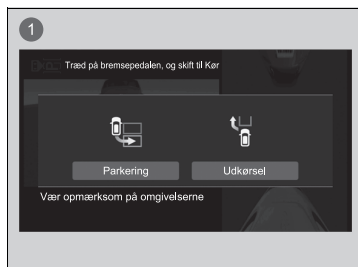 1
Træd på bremsepedalen, og skift til Kør
Parkering
Udkørsel
Vær opmærksom på omgivelserne